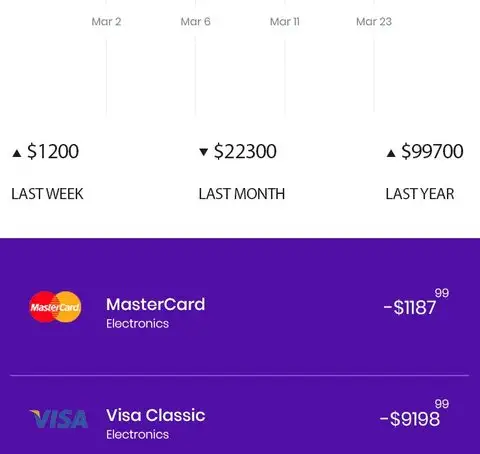 Mar 2 Mar 6 Mar 11 Mar 23
▲ $1200 ▼ $22300 ▲ $99700
LAST WEEK LAST MONTH LAST YEAR
MasterCard MasterCard -$1187 99
Electronics
VISA Visa Classic -$9198 99
Electronics